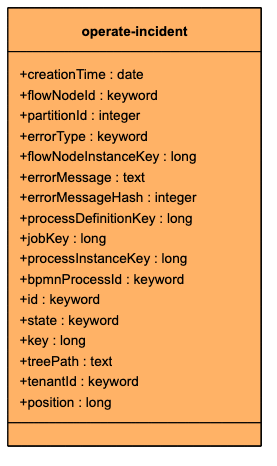 operate-incident
+creationTime : date
+flowNodeId : keyword
+partitionId : integer
+errorType : keyword
+flowNodeInstanceKey : long
+errorMessage : text
+errorMessageHash : integer
+processDefinitionKey : long
+jobKey : long
+processInstanceKey : long
+bpmnProcessId : keyword
+id : keyword
+state : keyword
+key : long
+treePath : text
+tenantId : keyword
+position : long